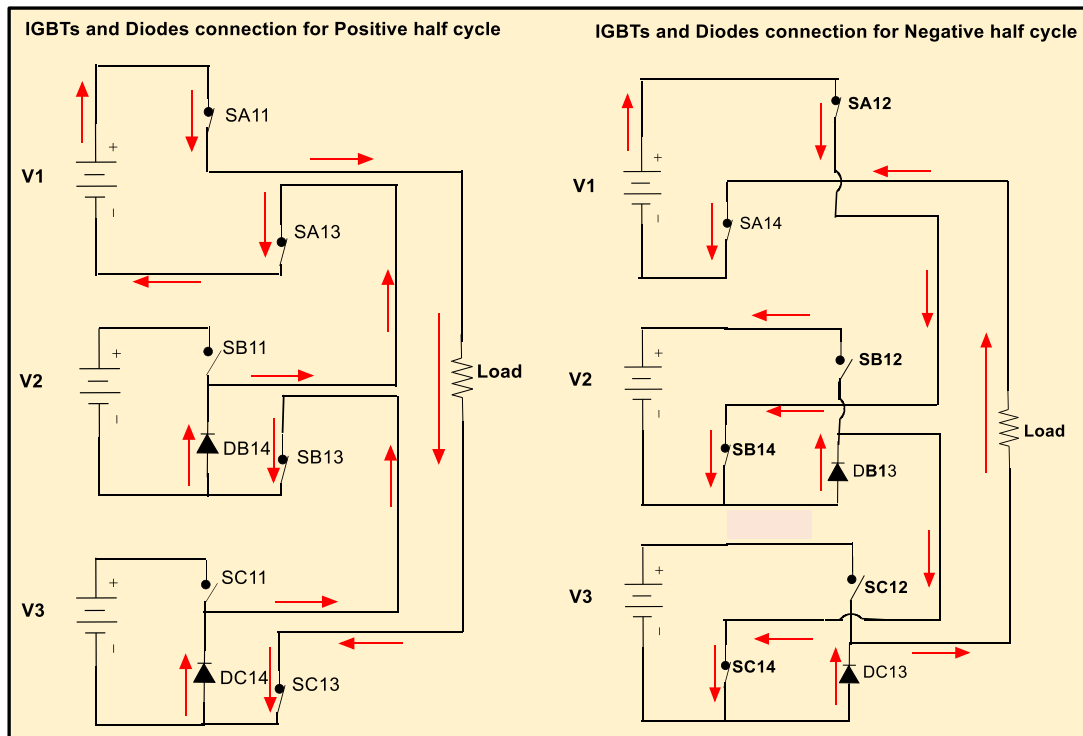 IGBTs and Diodes connection for Positive half cycle
SA11
+
V1
−
SA13
+
SB11
V2
−
Load
DB14
SB13
+
SC11
V3
−
DC14
SC13
IGBTs and Diodes connection for Negative half cycle
SA12
+
V1
−
SA14
+
SB12
V2
−
Load
SB14
DB13
+
SC12
V3
−
SC14
DC13